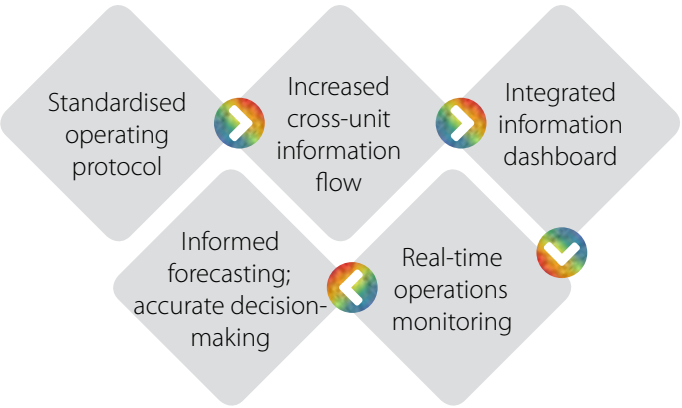 Standardised
operating
protocol
Increased
cross-unit
information
flow
Integrated
information
dashboard
Real-time
operations
monitoring
Informed
forecasting;
accurate decision-
making